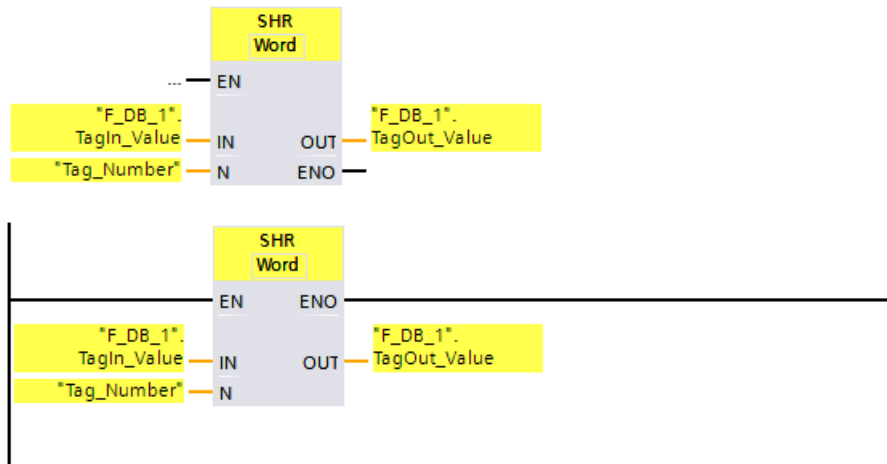 SHR
Word
... EN
"F_DB_1".
TagIn_Value
IN
OUT
"F_DB_1".
TagOut_Value
"Tag_Number"
N
ENO
SHR
Word
EN
ENO
"F_DB_1".
TagIn_Value
IN
OUT
"F_DB_1".
TagOut_Value
"Tag_Number"
N